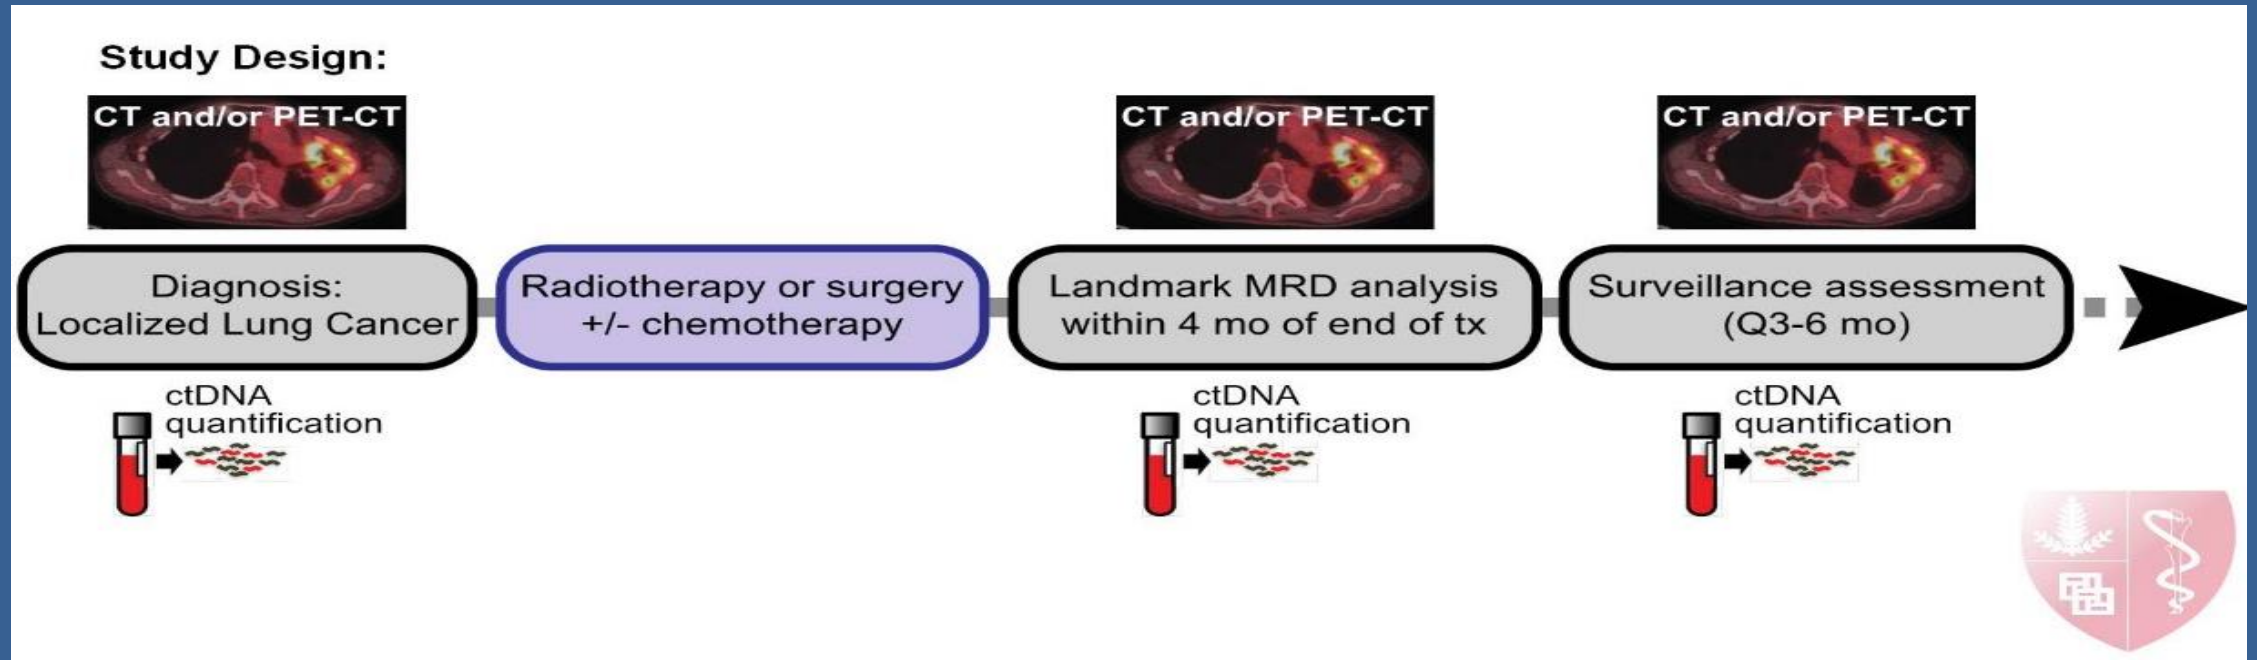 Study Design:
CT and/or PET-CT
CT and/or PET-CT
CT and/or PET-CT
Diagnosis:
Localized Lung Cancer
Radiotherapy or surgery
+/- chemotherapy
Landmark MRD analysis
within 4 mo of end of tx
Surveillance assessment
(Q3-6 mo)
ctDNA
quantification
ctDNA
quantification
ctDNA
quantification